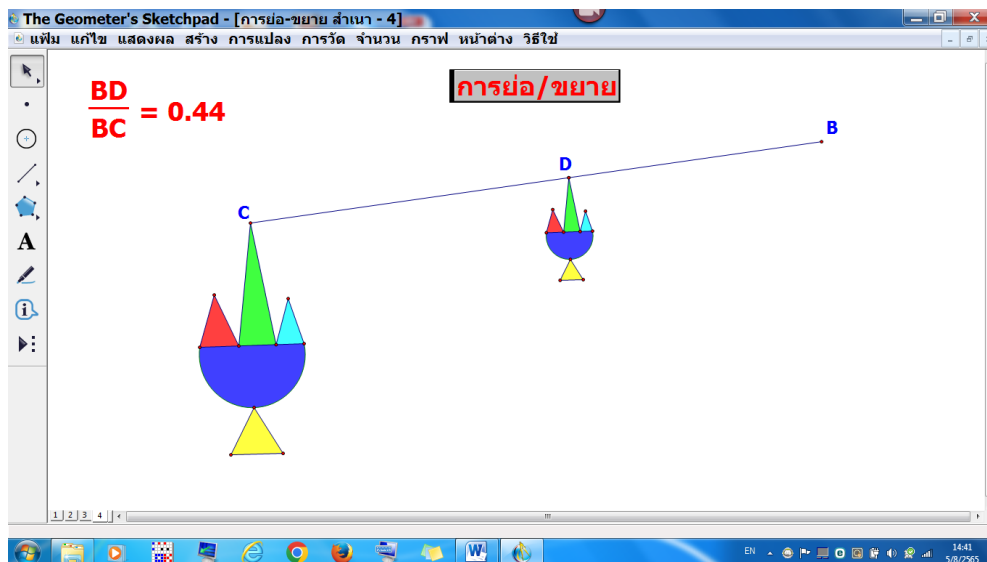 The Geometer's Sketchpad - [การย่อ-ขยาย สำเนา - 4]
แฟ้ม แก้ไข แสดงผล สร้าง การแปลง การวัด จำนวน กราฟ หน้าต่าง วิธีใช้
การย่อ/ขยาย
BD
BC
= 0.44
B
D
C
A
1 2 3 4
EN
14:41
5/8/2565